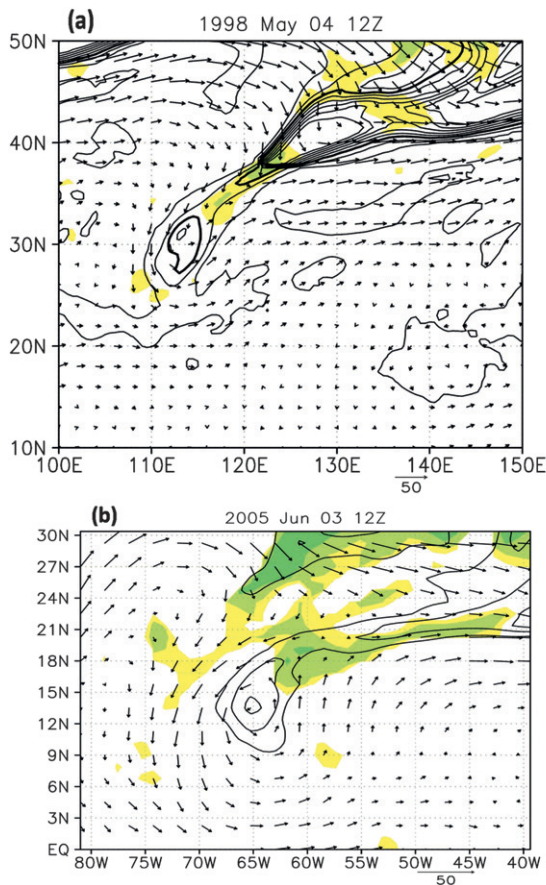 (a)
1998 May 04 12Z
50N
40N
30N
20N
10N
100E 110E 120E 130E 140E 150E
50
(b)
2005 Jun 03 12Z
30N
27N
24N
21N
18N
15N
12N
9N
6N
3N
EQ
80W 75W 70W 65W 60W 55W 50W 45W 40W
50